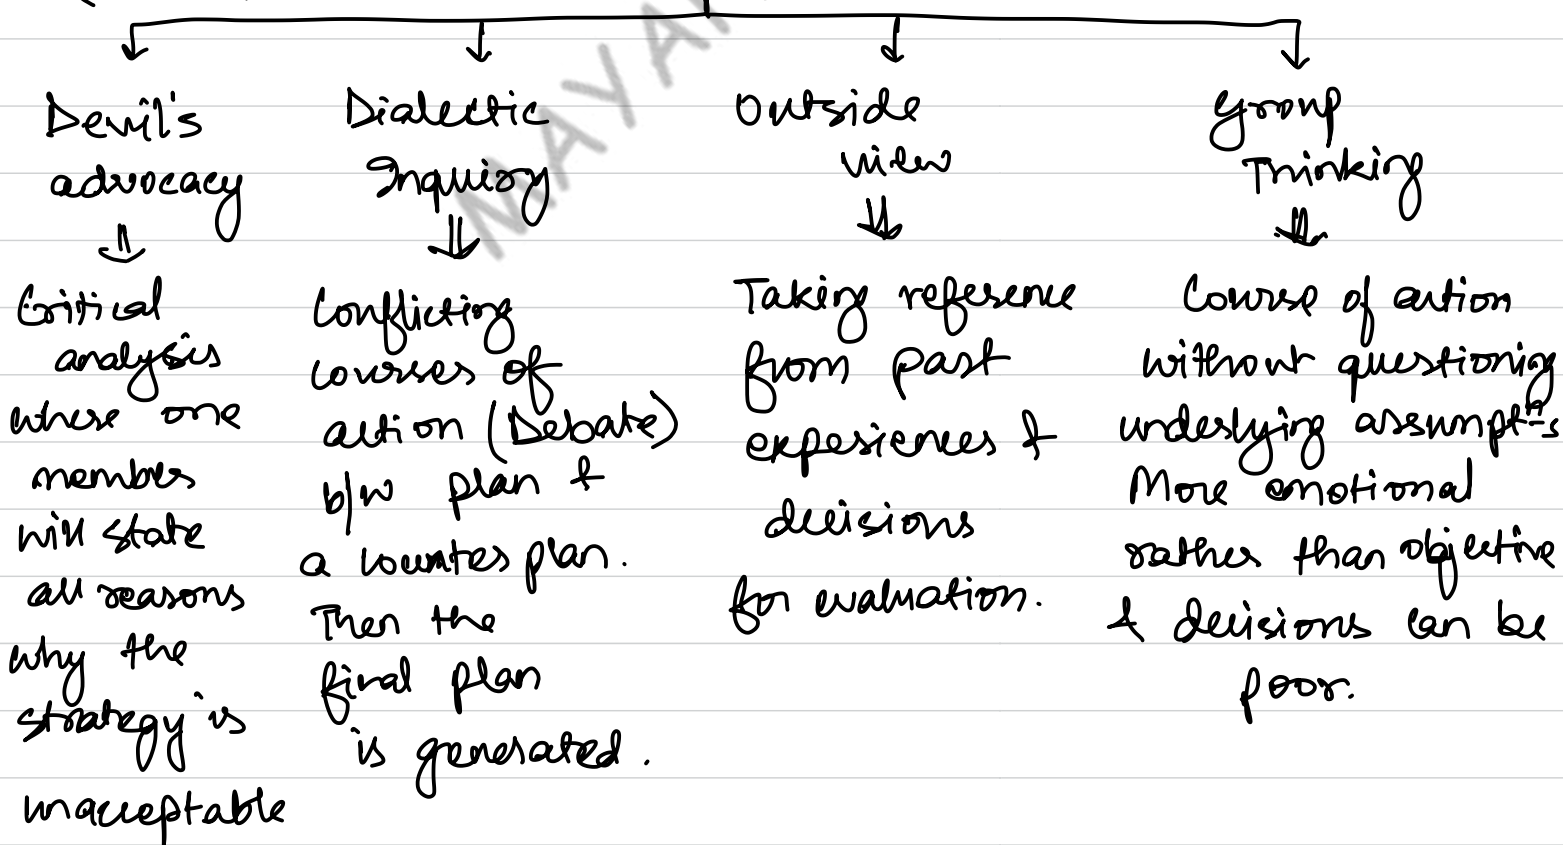 Devil's
advocacy
Critical
analysis
where one
member
will state
all reasons
why the
strategy is
unacceptable
Dialectic
Inquiry
Conflicting
courses of
action (Debate)
b/w plan &
a counter plan.
Then the
final plan
is generated.
Outside
view
Taking reference
from past
experiences &
decisions
for evaluation.
Group
Thinking
Course of action
without questioning
underlying assumptns
More emotional
rather than objective
& decisions can be
poor.